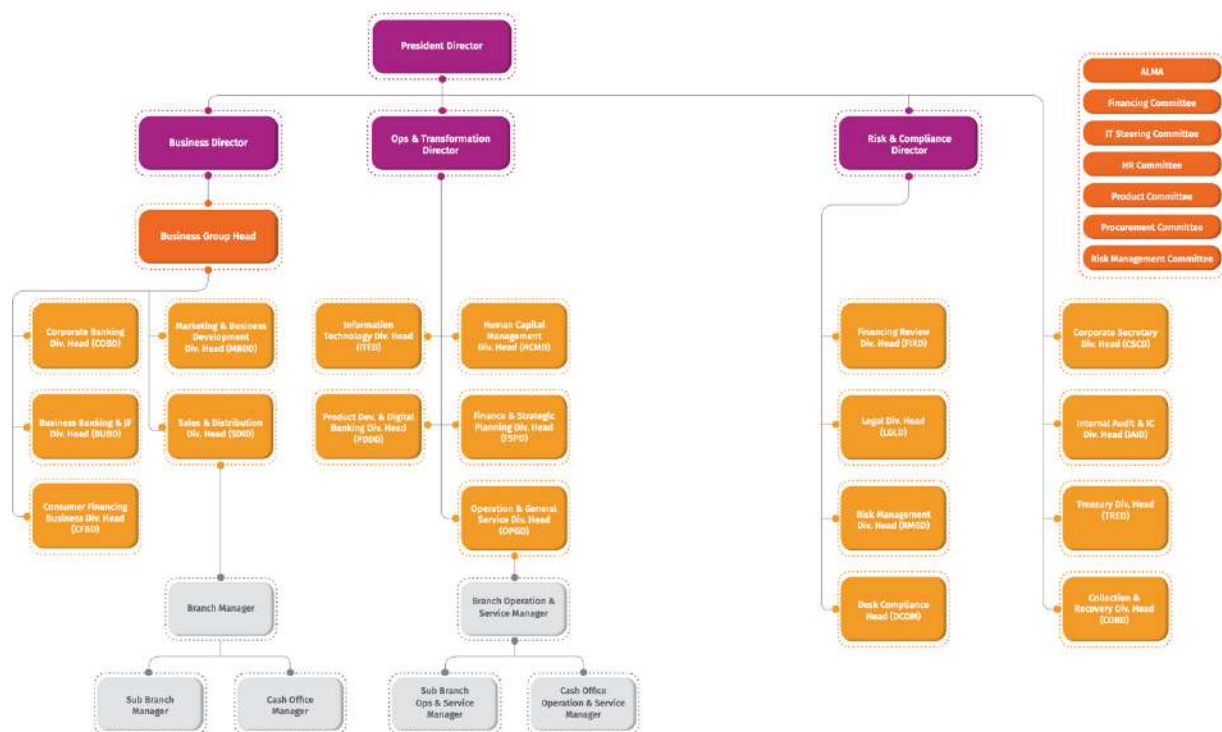 President Director
ALMA
Financing Committee
IT Steering Committee
HR Committee
Product Committee
Procurement Committee
Risk Management Committee
Business Director
Ops & Transformation
Director
Risk & Compliance
Director
Business Group Head
Corporate Banking
Div. Head (COBD)
Marketing & Business
Development
Div. Head (MBDD)
Information
Technology Div. Head
(ITED)
Human Capital
Management
Div. Head (HCMD)
Financing Review
Div. Head (FIRD)
Corporate Secretary
Div. Head (CSCD)
Business Banking & JF
Div. Head (BUBD)
Sales & Distribution
Div. Head (SDID)
Product Dev. & Digital
Banking Div. Head
(PDDD)
Finance & Strategic
Planning Div. Head
(FSPD)
Legal Div. Head
(LGLD)
Internal Audit & IC
Div. Head (IAID)
Consumer Financing
Business Div. Head
(CFBD)
Operation & General
Service Div. Head
(OPGD)
Risk Management
Div. Head (RMGD)
Treasury Div. Head
(TRED)
Branch Manager
Branch Operation &
Service Manager
Desk Compliance
Head (DCOM)
Collection &
Recovery Div. Head
(CORD)
Sub Branch
Manager
Cash Office
Manager
Sub Branch
Ops & Service
Manager
Cash Office
Operation & Service
Manager